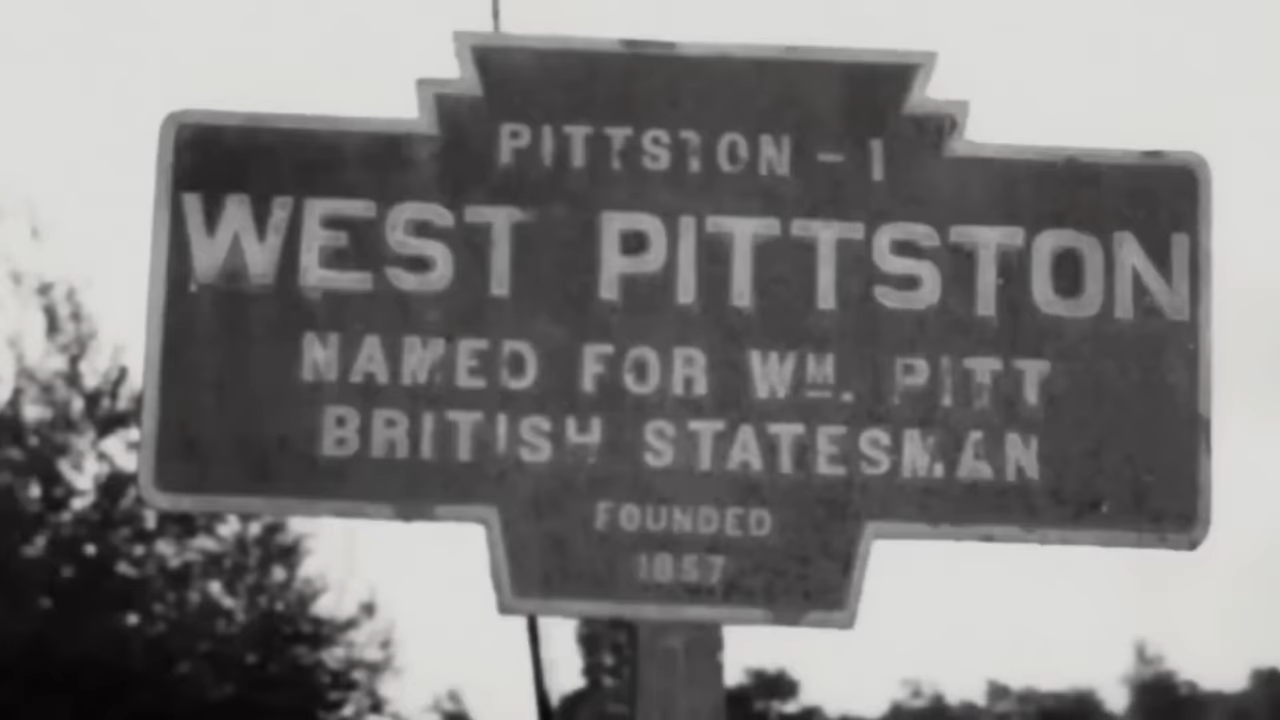 PITTSTON - 1
WEST PITTSTON
NAMED FOR WM. PITT
BRITISH STATESMAN
FOUNDED
1857